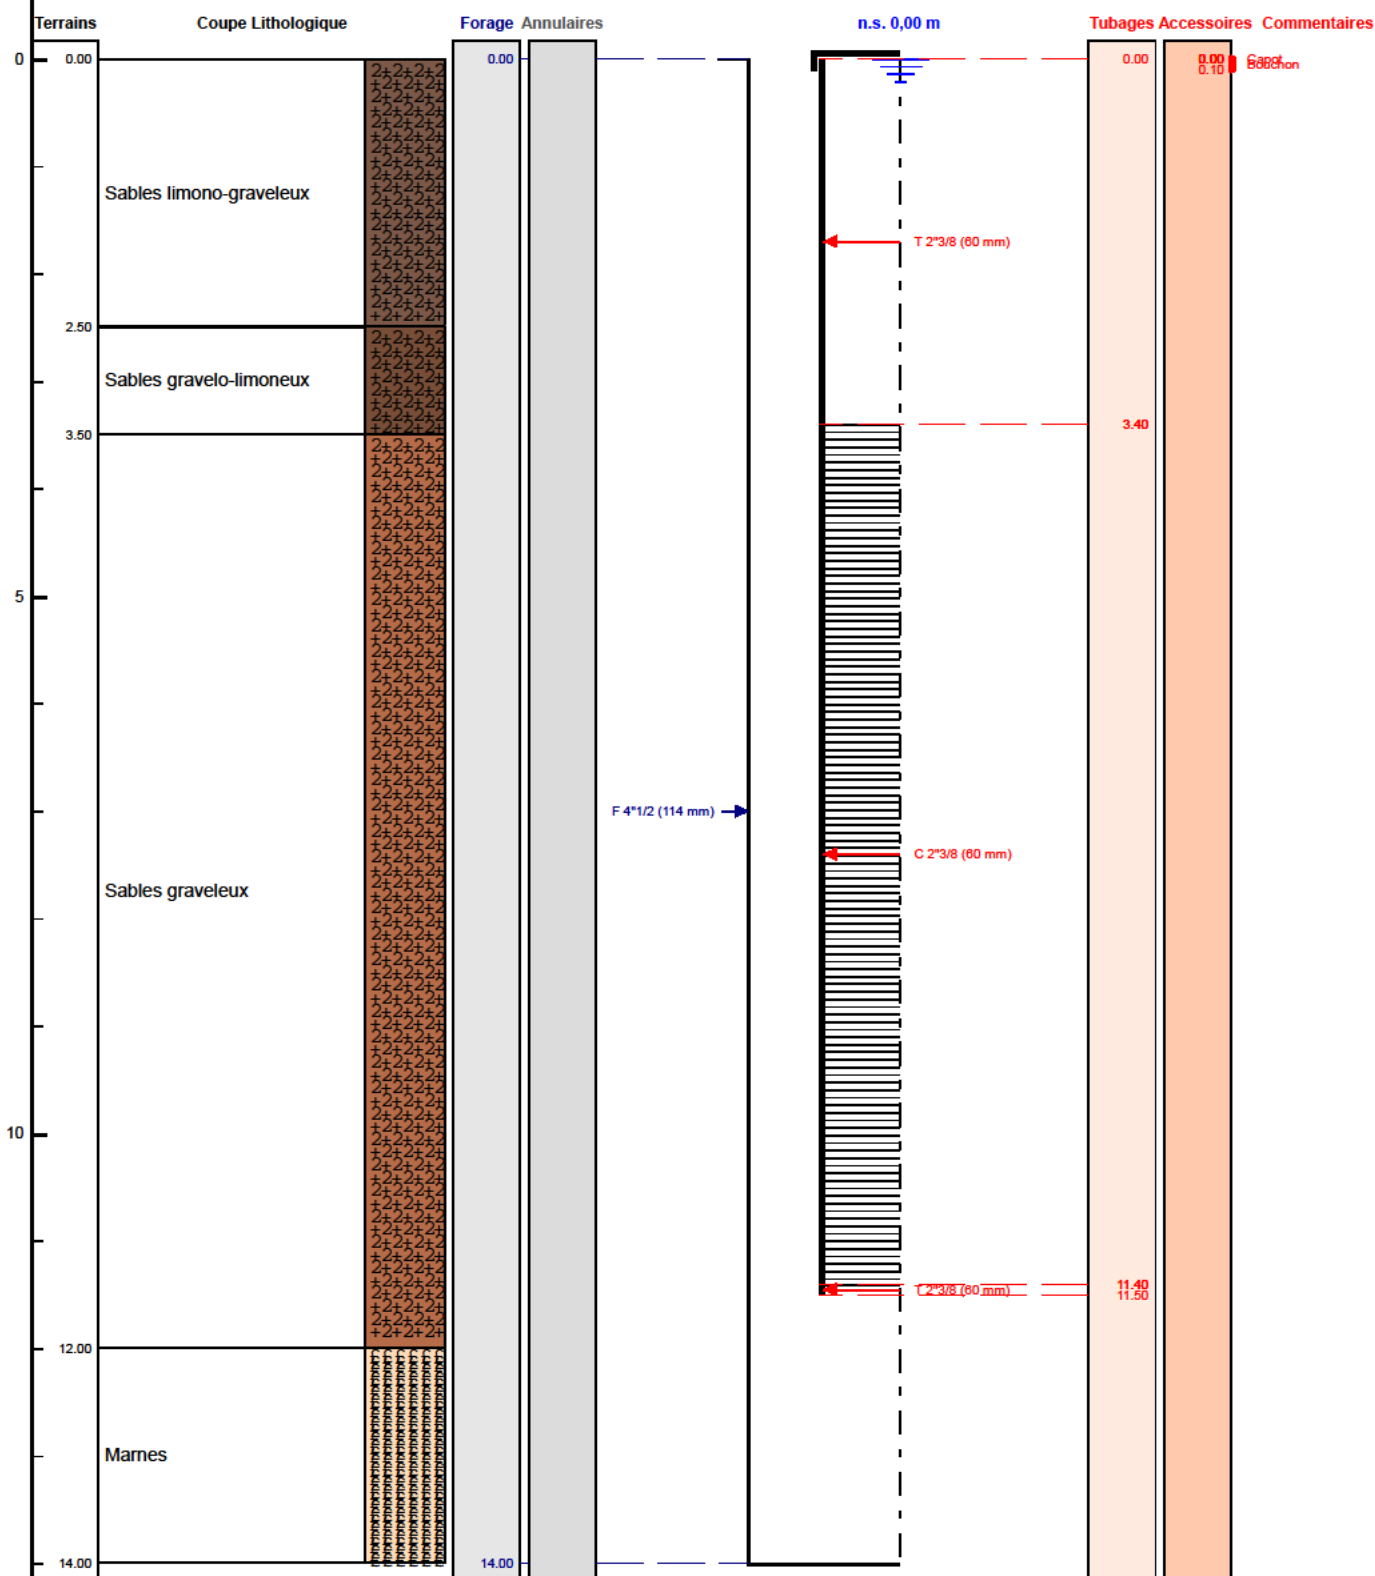 Terrains Coupe Lithologique Forage Annulaires n.s. 0,00 m Tubages Accessoires Commentaires
0 0.00 0.00 0.00 0.00 Capot
0.10 Bouchon
Sables limono-graveleux
T 2"3/8 (60 mm)
2.50
Sables gravelo-limoneux
3.40
3.50
5
F 4"1/2 (114 mm)
C 2"3/8 (60 mm)
Sables graveleux
10
11.40
T 2"3/8 (60 mm)
11.50
12.00
Marnes
14.00 14.00